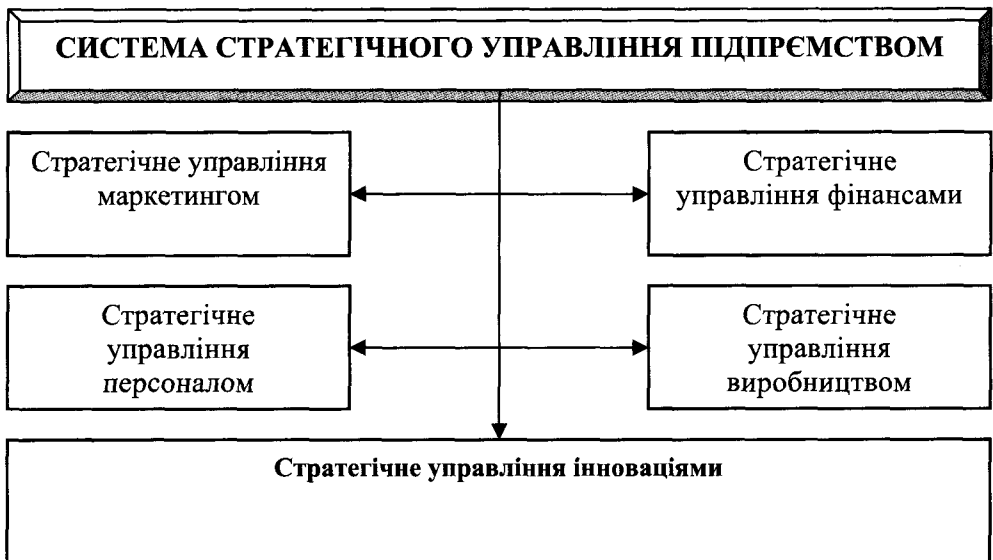 СИСТЕМА СТРАТЕГІЧНОГО УПРАВЛІННЯ ПІДПРЄМСТВОМ
Стратегічне управління
маркетингом
Стратегічне
управління фінансами
Стратегічне
управління
персоналом
Стратегічне
управління
виробництвом
Стратегічне управління інноваціями